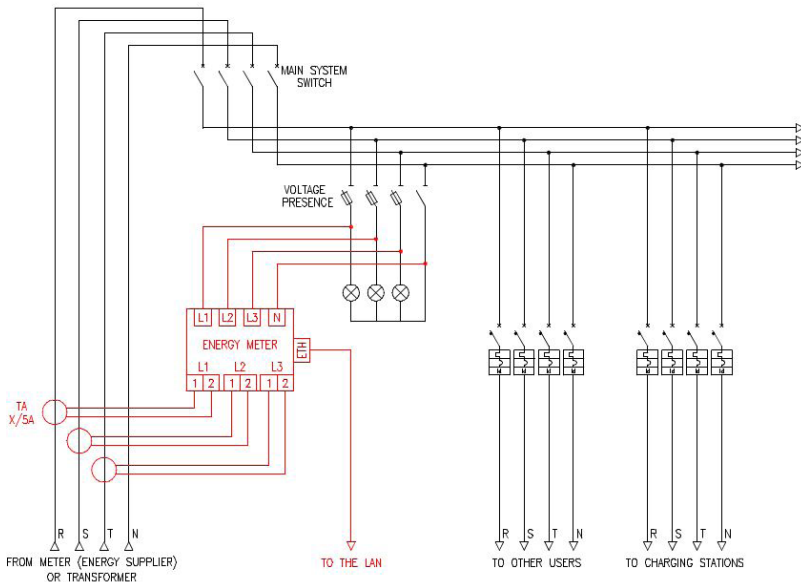 MAIN SYSTEM
SWITCH
VOLTAGE
PRESENCE
L1 L2 L3 N
ENERGY METER
ETH
L1 L2 L3
1 2 1 2 1 2
TA
X/5A
R S T N
FROM METER (ENERGY SUPPLIER)
OR TRANSFORMER
TO THE LAN
R S T N
TO OTHER USERS
R S T N
TO CHARGING STATIONS